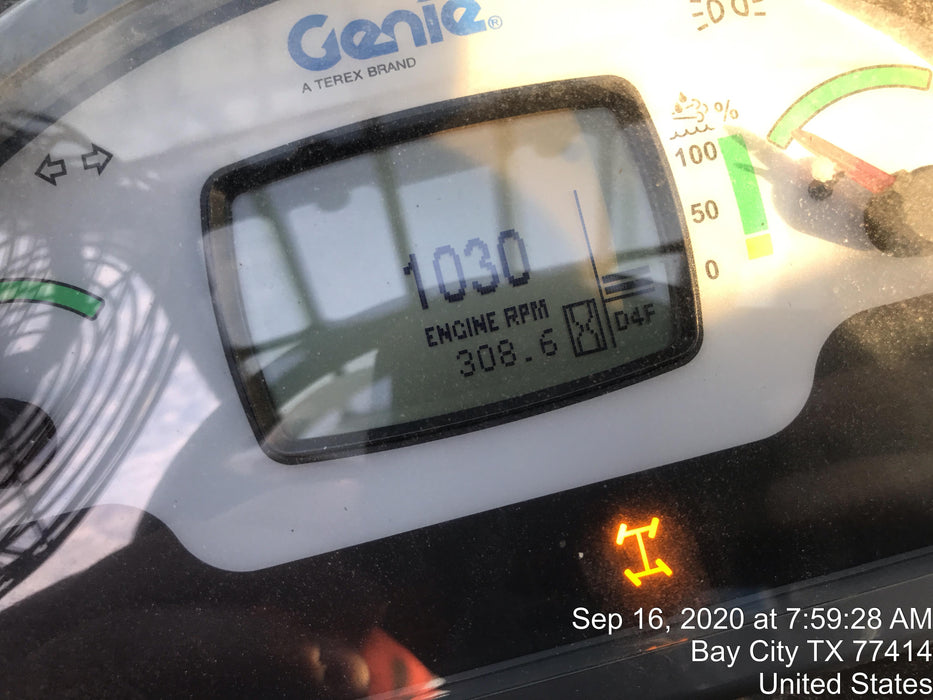 Genie®
A TEREX BRAND
%
100
50
0
1030
ENGINE RPM
308.6
D4F
Sep 16, 2020 at 7:59:28 AM
Bay City TX 77414
United States